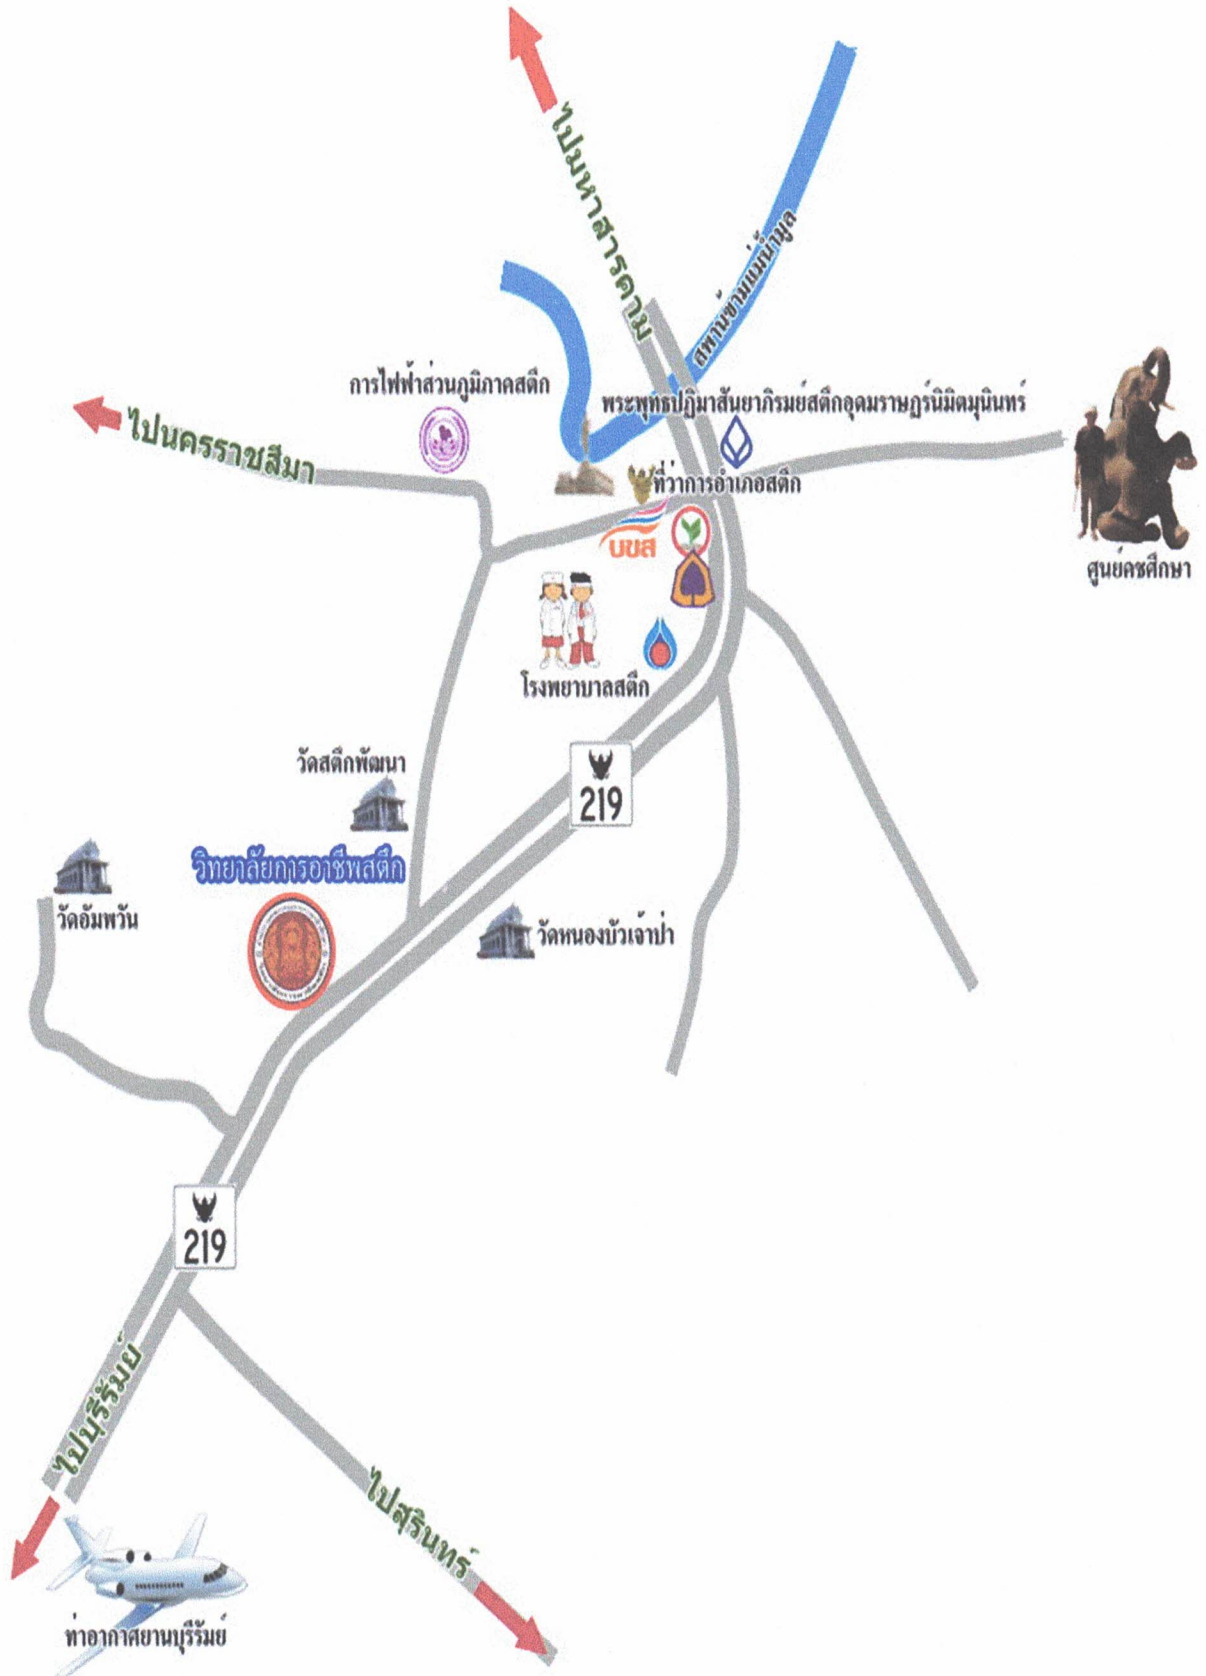 ไปมหาสารคาม
สพานข้ามแม่น้ำมูล
การไฟฟ้าส่วนภูมิภาคสตึก
พระพุทธปฏิมาสันยาภิรมย์สตึกอุดมราษฎร์นิมิตมุนินทร์
ไปนครราชสีมา
ที่ว่าการอำเภอสตึก
บขส
ศูนย์คชศึกษา
โรงพยาบาลสตึก
วัดสตึกพัฒนา
219
วิทยาลัยการอาชีพสตึก
วัดอัมพวัน
วัดหนองบัวเจ้าป่า
219
ไปบุรีรัมย์
ไปสุรินทร์
ท่าอากาศยานบุรีรัมย์